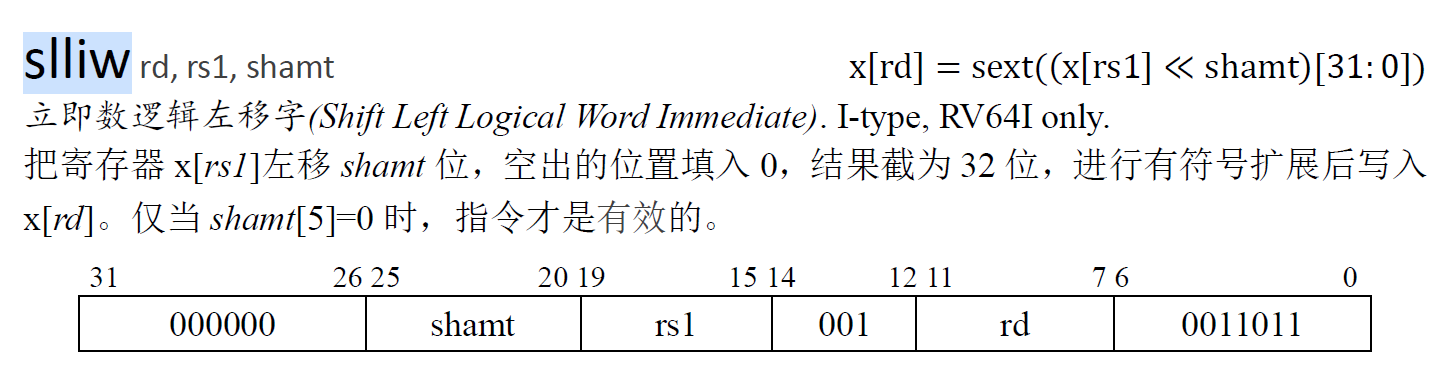 slliw rd, rs1, shamt x[rd] = sext((x[rs1] ≪ shamt)[31: 0])
立即数逻辑左移字(Shift Left Logical Word Immediate). I-type, RV64I only.
把寄存器 x[rs1]左移 shamt 位，空出的位置填入 0，结果截为 32 位，进行有符号扩展后写入
x[rd]。仅当 shamt[5]=0 时，指令才是有效的。
31 26 25 20 19 15 14 12 11 7 6 0
000000 shamt rs1 001 rd 0011011